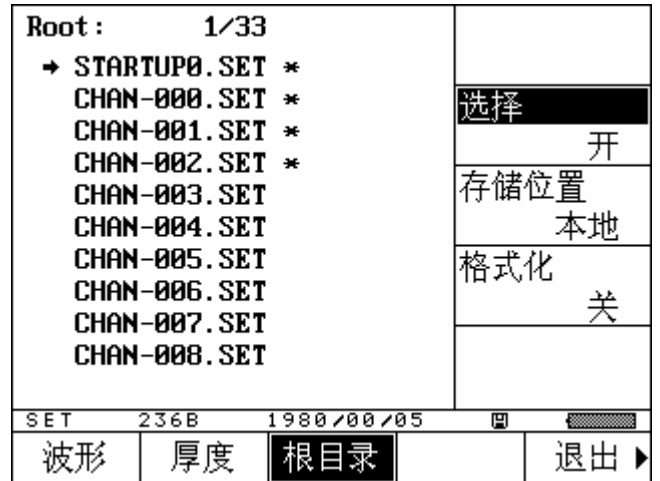 Root: 1/33
➔ STARTUP0.SET *
CHAN-000.SET *
CHAN-001.SET *
CHAN-002.SET *
CHAN-003.SET
CHAN-004.SET
CHAN-005.SET
CHAN-006.SET
CHAN-007.SET
CHAN-008.SET
选择
开
存储位置
本地
格式化
关
SET 236B 1980/00/05
波形 厚度 根目录 退出 ▶